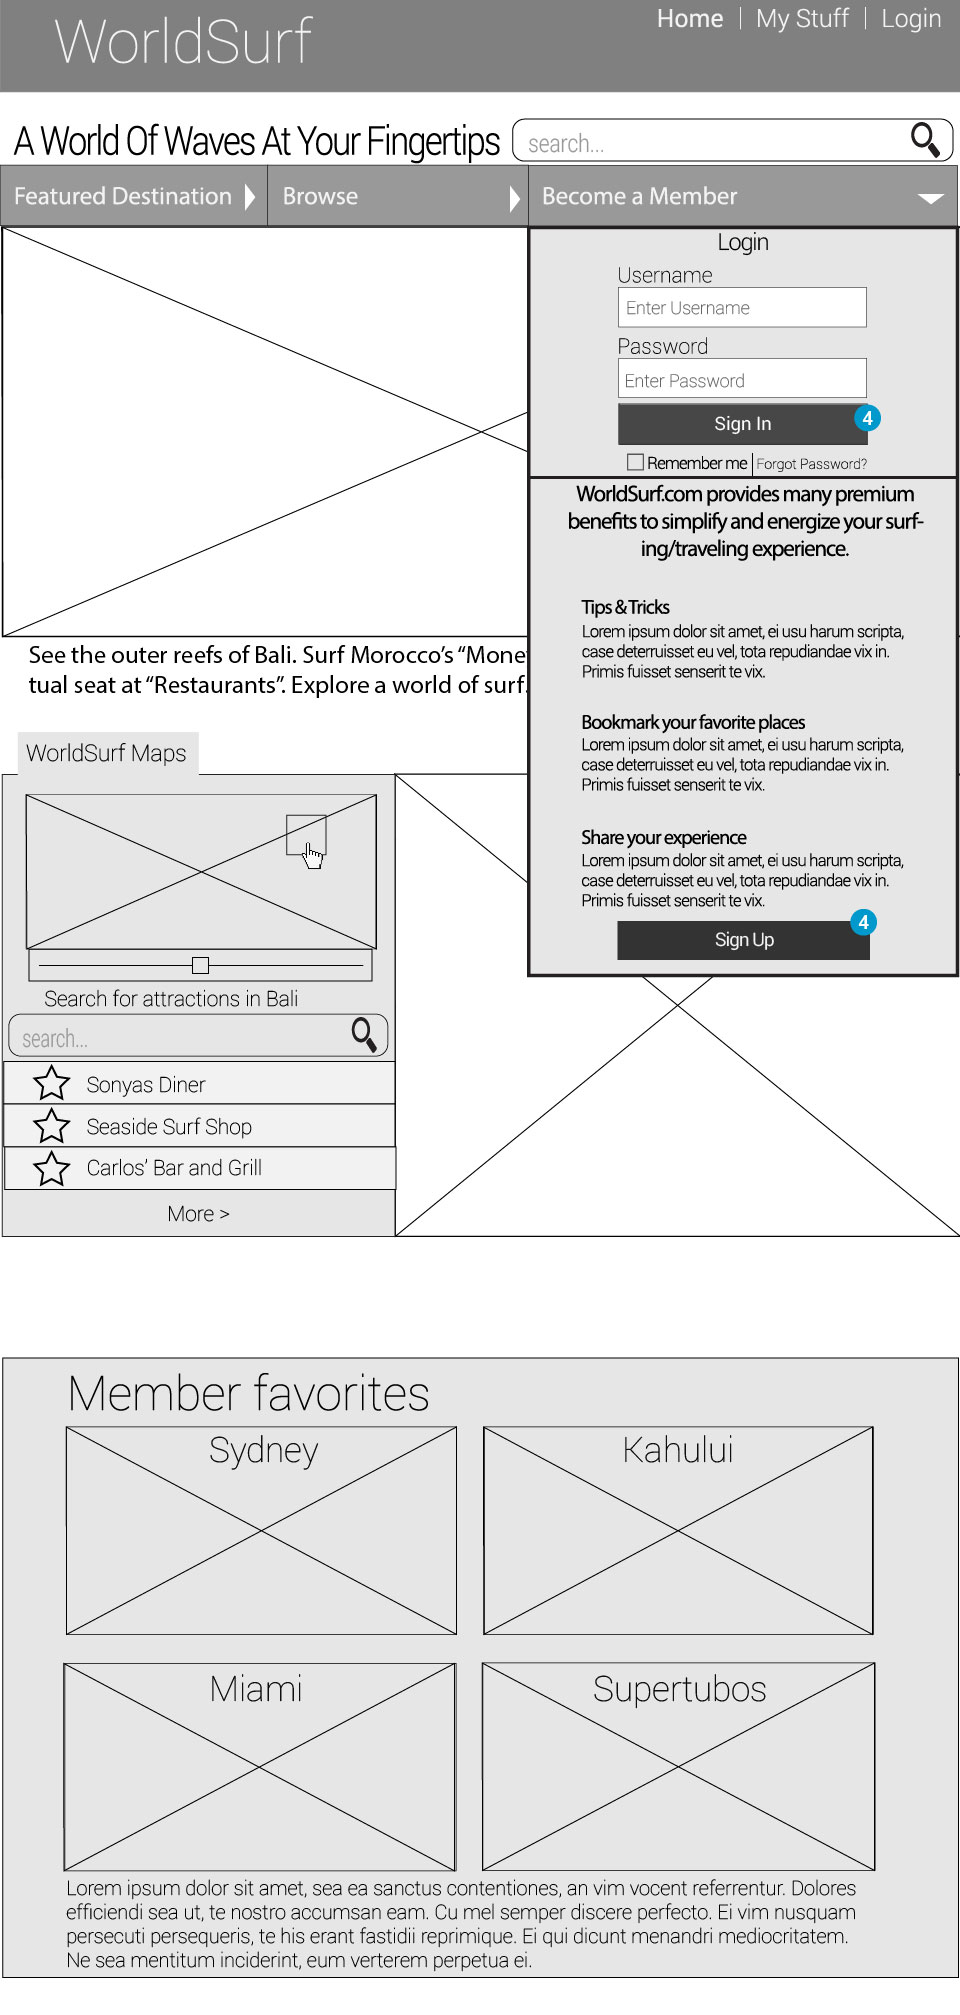 WorldSurf
Home
My Stuff
Login
A World Of Waves At Your Fingertips
search...
Featured Destination
Browse
Become a Member
Login
Username
Enter Username
Password
Enter Password
Sign In
4
Remember me
Forgot Password?
WorldSurf.com provides many premium
benefits to simplify and energize your surf-
ing/traveling experience.
Tips & Tricks
Lorem ipsum dolor sit amet, ei usu harum scripta,
case deterruisset eu vel, tota repudiandae vix in.
Primis fuisset senserit te vix.
Bookmark your favorite places
Lorem ipsum dolor sit amet, ei usu harum scripta,
case deterruisset eu vel, tota repudiandae vix in.
Primis fuisset senserit te vix.
Share your experience
Lorem ipsum dolor sit amet, ei usu harum scripta,
case deterruisset eu vel, tota repudiandae vix in.
Primis fuisset senserit te vix.
Sign Up
4
See the outer reefs of Bali. Surf Morocco's “Mone
tual seat at “Restaurants”. Explore a world of surf.
WorldSurf Maps
Search for attractions in Bali
search...
Sonyas Diner
Seaside Surf Shop
Carlos' Bar and Grill
More >
Member favorites
Sydney
Kahului
Miami
Supertubos
Lorem ipsum dolor sit amet, sea ea sanctus contentiones, an vim vocent referrentur. Dolores
efficiendi sea ut, te nostro accumsan eam. Cu mel semper discere perfecto. Ei vim nusquam
persecuti persequeris, te his erant fastidii reprimique. Ei qui dicunt menandri mediocritatem.
Ne sea mentitum inciderint, eum verterem perpetua ei.